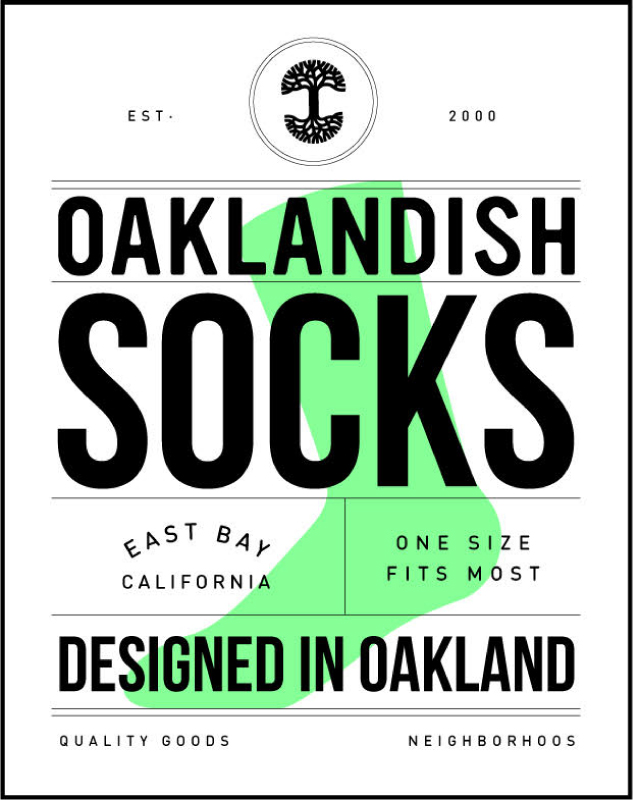 EST· 2000
OAKLANDISH
SOCKS
EAST BAY
CALIFORNIA
ONE SIZE
FITS MOST
DESIGNED IN OAKLAND
QUALITY GOODS NEIGHBORHOOS